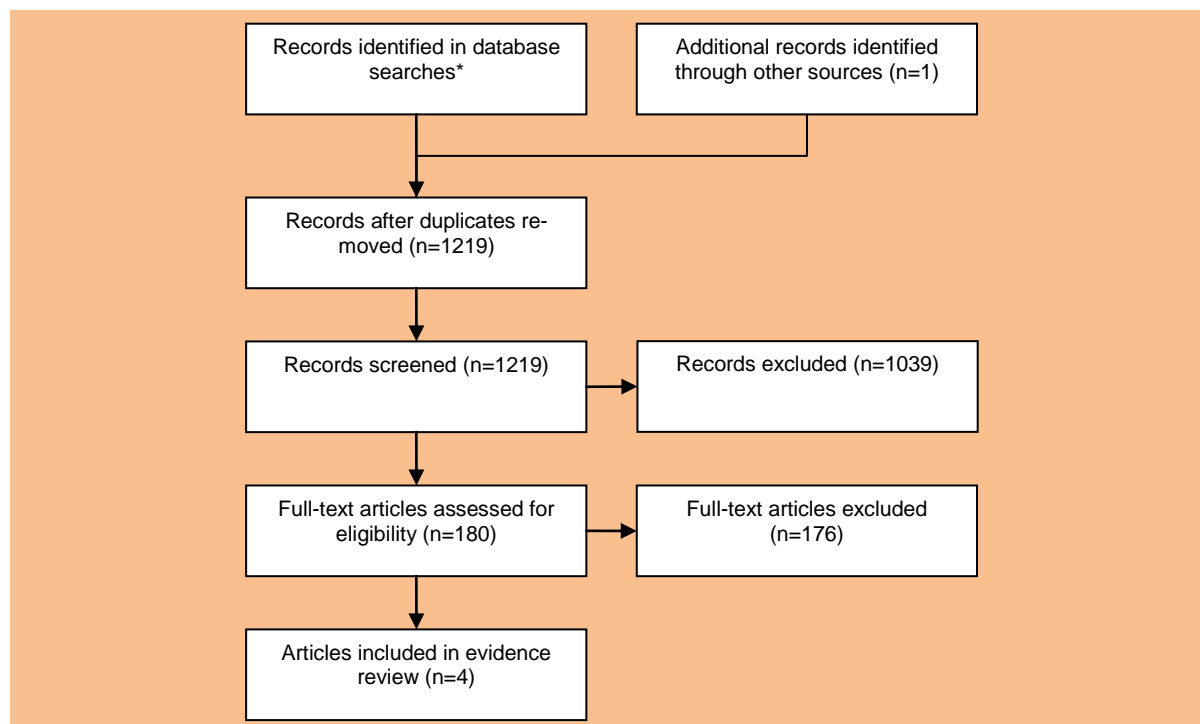 Records identified in database
searches*
Additional records identified
through other sources (n=1)
Records after duplicates re-
moved (n=1219)
Records screened (n=1219)
Records excluded (n=1039)
Full-text articles assessed for
eligibility (n=180)
Full-text articles excluded
(n=176)
Articles included in evidence
review (n=4)